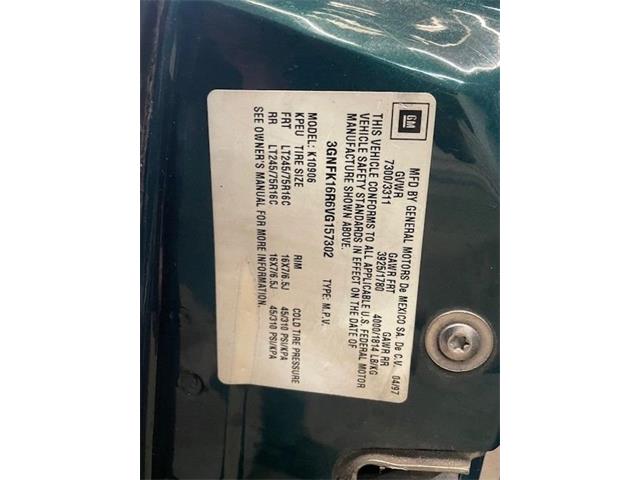 GM
MFD BY GENERAL MOTORS De MEXICO SA. De C.V. 04/97
GVWR GAWR FRT GAWR RR
7300/3311 3925/1780 4000/1814 LB/KG
THIS VEHICLE CONFORMS TO ALL APPLICABLE U.S. FEDERAL MOTOR
VEHICLE SAFETY STANDARDS IN EFFECT ON THE DATE OF
MANUFACTURE SHOWN ABOVE.
3GNFK16R6VG157302 TYPE: M.P.V.
MODEL: K10906
KPEU TIRE SIZE RIM COLD TIRE PRESSURE
FRT LT245/75R16C 16X7/6.5J 45/310 PSI/KPA
RR LT245/75R16C 16X7/6.5J 45/310 PSI/KPA
SEE OWNER'S MANUAL FOR MORE INFORMATION.